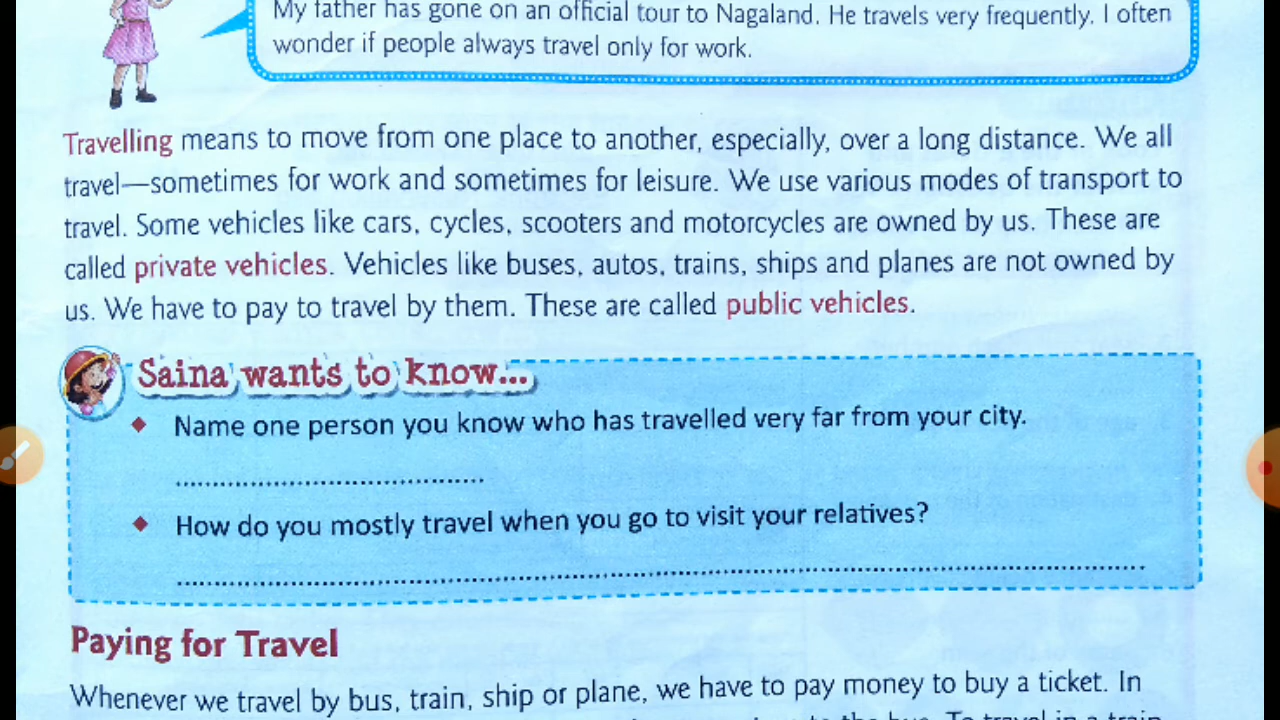 My father has gone on an official tour to Nagaland. He travels very frequently. I often
wonder if people always travel only for work.
Travelling means to move from one place to another, especially, over a long distance. We all
travel—sometimes for work and sometimes for leisure. We use various modes of transport to
travel. Some vehicles like cars, cycles, scooters and motorcycles are owned by us. These are
called private vehicles. Vehicles like buses, autos, trains, ships and planes are not owned by
us. We have to pay to travel by them. These are called public vehicles.
Saina wants to know...
Name one person you know who has travelled very far from your city.
How do you mostly travel when you go to visit your relatives?
Paying for Travel
Whenever we travel by bus, train, ship or plane, we have to pay money to buy a ticket. In
to the bus. To travel in a train